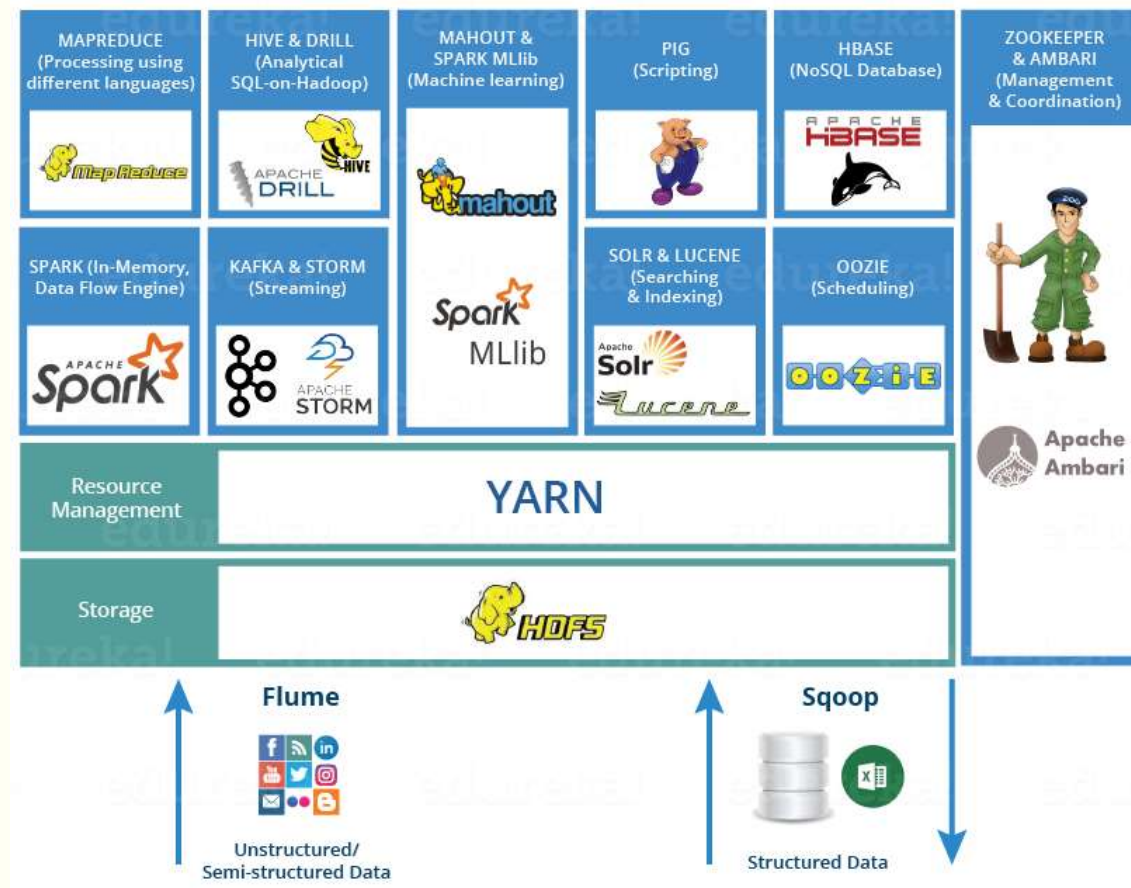 MAPREDUCE
(Processing using
different languages)
Map Reduce
HIVE & DRILL
(Analytical
SQL-on-Hadoop)
HIVE
APACHE
DRILL
MAHOUT &
SPARK MLlib
(Machine learning)
mahout
Spark
MLlib
PIG
(Scripting)
HBASE
(NoSQL Database)
APACHE
HBASE
ZOOKEEPER
& AMBARI
(Management
& Coordination)
ZOO
Apache
Ambari
SPARK (In-Memory,
Data Flow Engine)
APACHE
Spark
KAFKA & STORM
(Streaming)
APACHE
STORM
SOLR & LUCENE
(Searching
& Indexing)
Apache
Solr
Lucene
OOZIE
(Scheduling)
OOZIE
Resource
Management
YARN
Storage
HDFS
Flume
Unstructured/
Semi-structured Data
Sqoop
Structured Data
edureka!